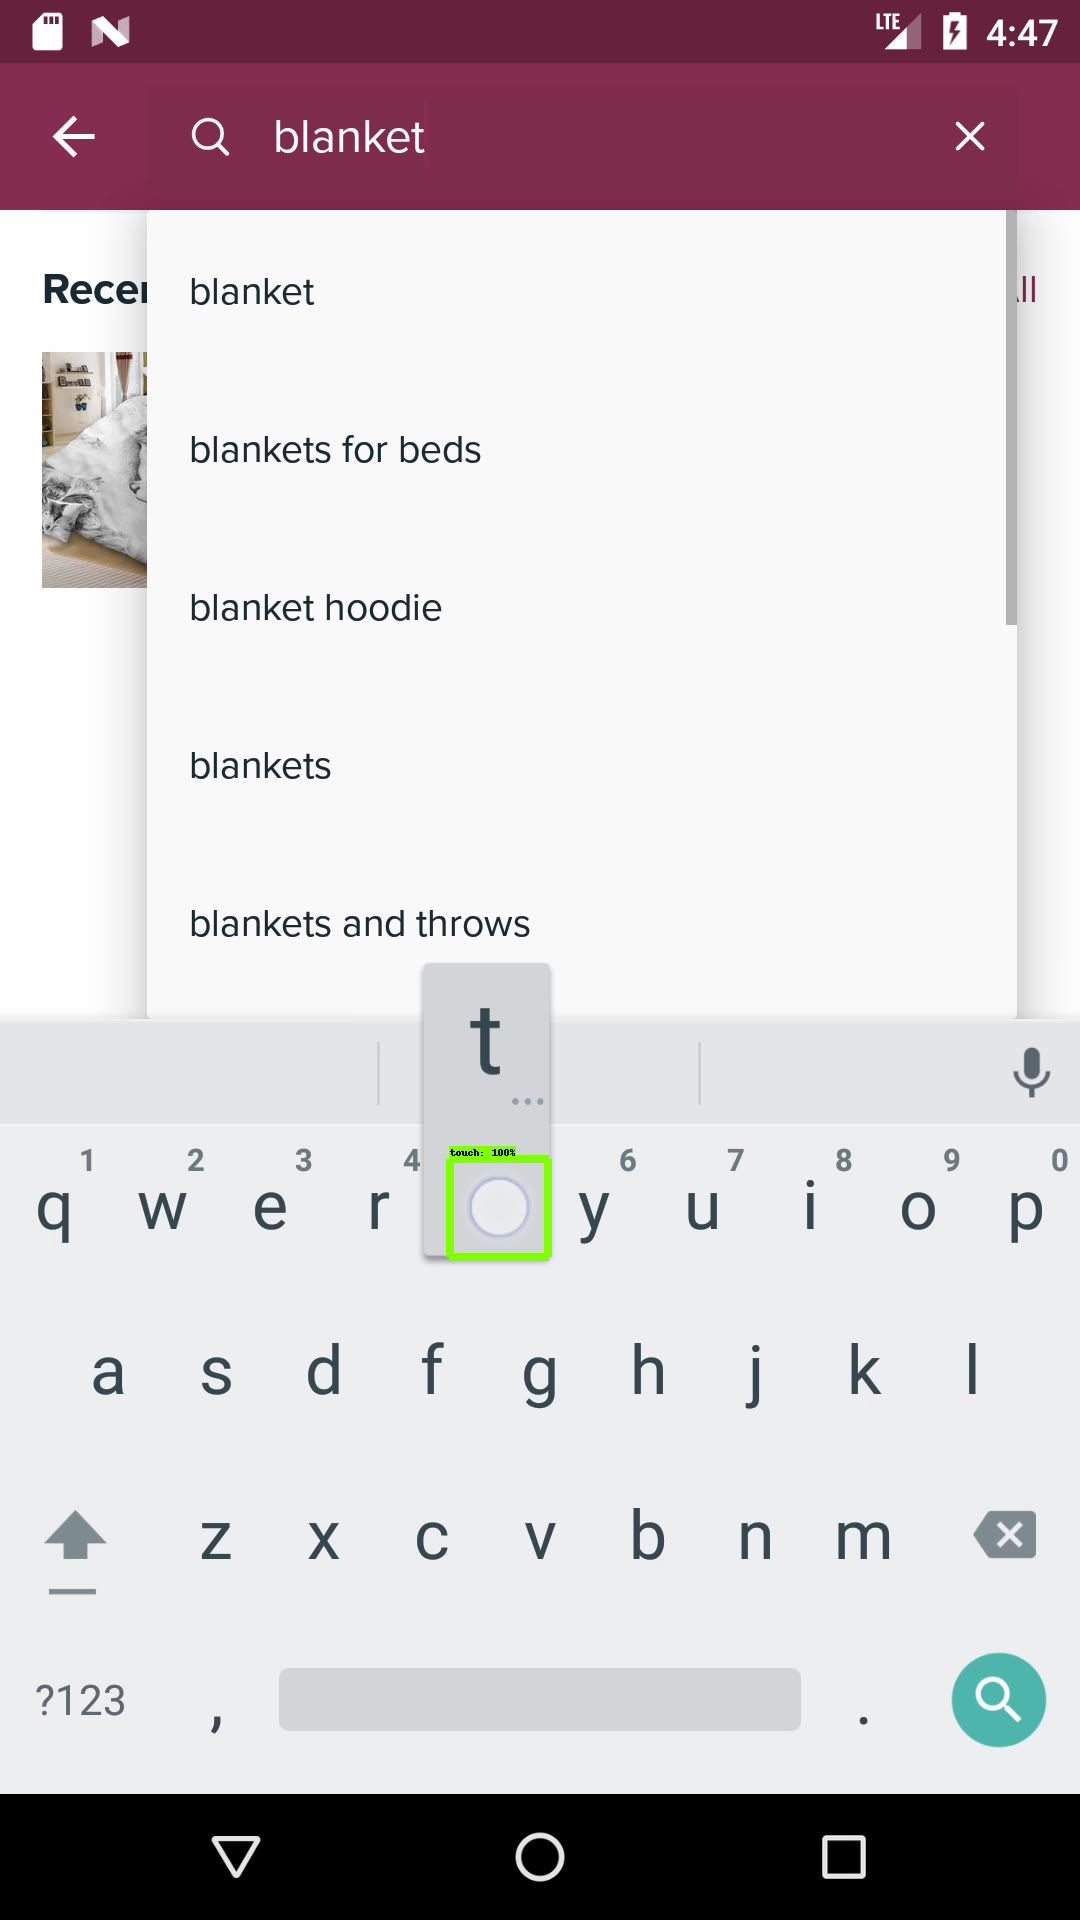 LTE 4:47
blanket
Recer
ll
blanket
blankets for beds
blanket hoodie
blankets
blankets and throws
t
...
touch: 100%
1 2 3 4 6 7 8 9 0
q w e r y u i o p
a s d f g h j k l
z x c v b n m
?123 , .